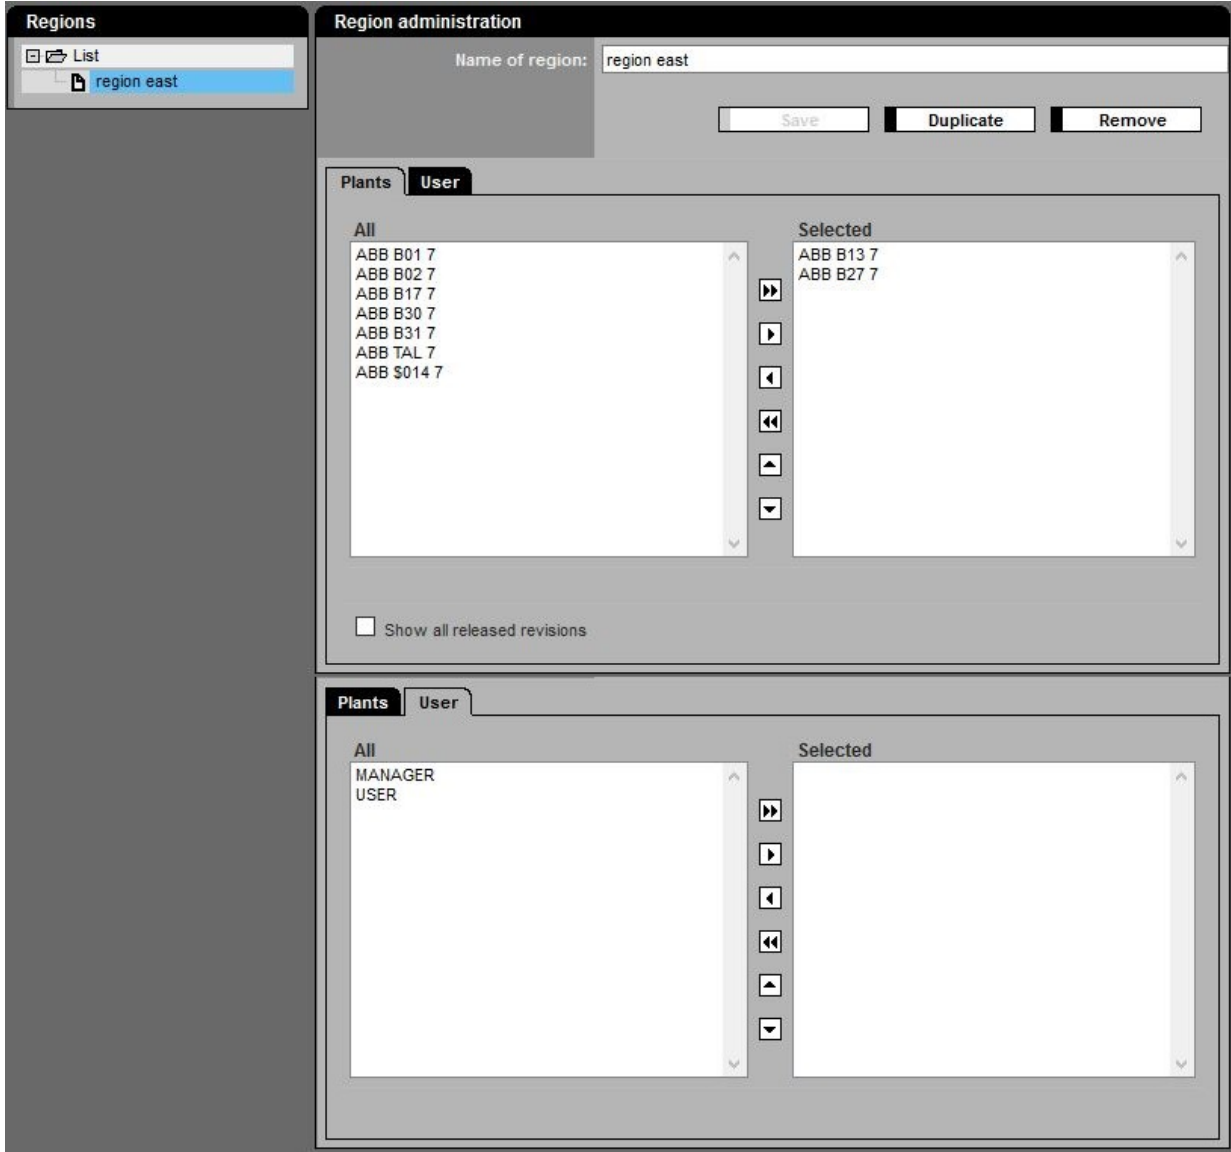 Regions
List
region east
Region administration
Name of region: region east
Save Duplicate Remove
Plants User
All
ABB B01 7
ABB B02 7
ABB B17 7
ABB B30 7
ABB B31 7
ABB TAL 7
ABB $014 7
Selected
ABB B13 7
ABB B27 7
Show all released revisions
Plants User
All
MANAGER
USER
Selected